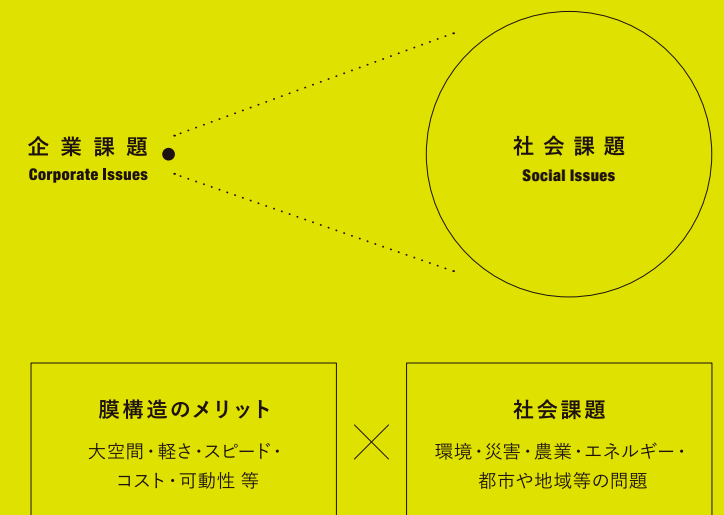 企業課題
Corporate Issues
社会課題
Social Issues
膜構造のメリット
大空間・軽さ・スピード・
コスト・可動性 等
社会課題
環境・災害・農業・エネルギー・
都市や地域等の問題